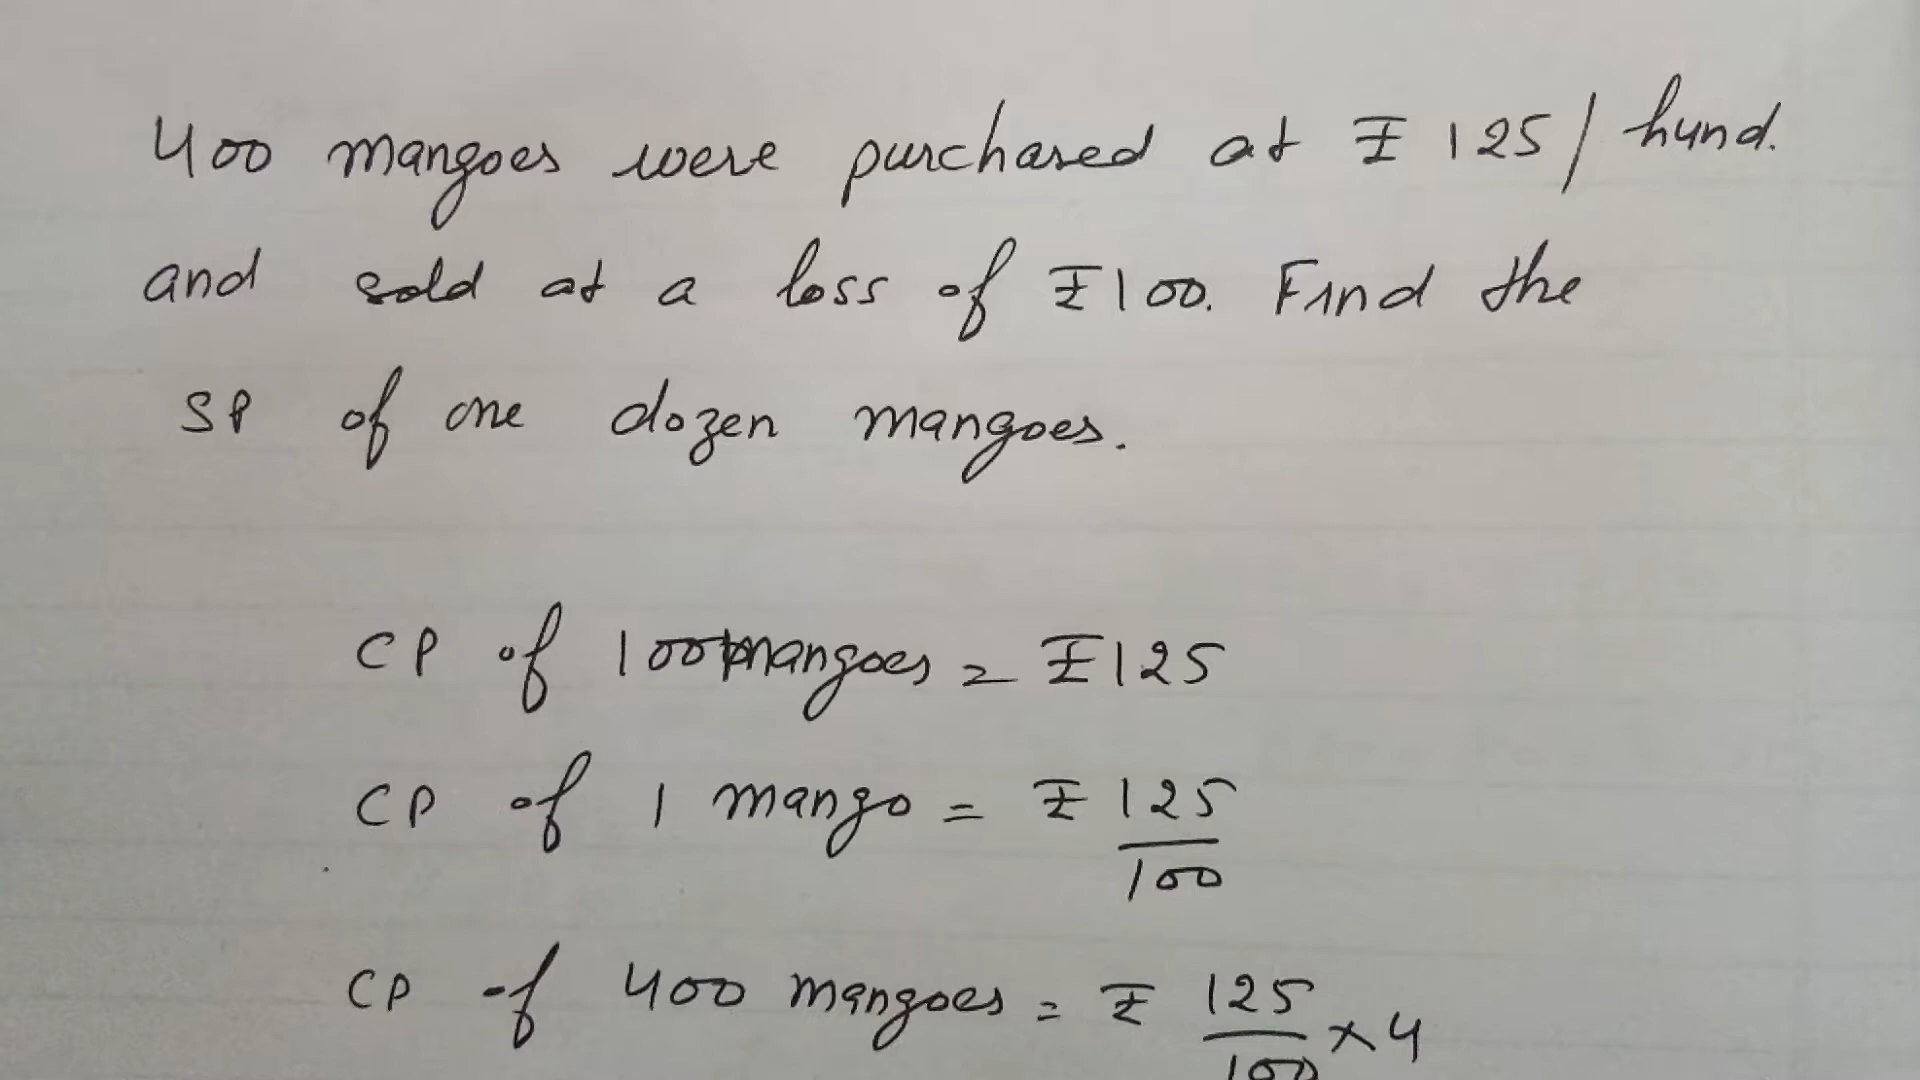 400 mangoes were purchased at ₹ 125/hund.
and sold at a loss of ₹100. Find the
SP of one dozen mangoes.
CP of 100 mangoes = ₹125
CP of 1 mango = ₹ 125/100
CP of 400 mangoes = ₹ 125/100 × 4